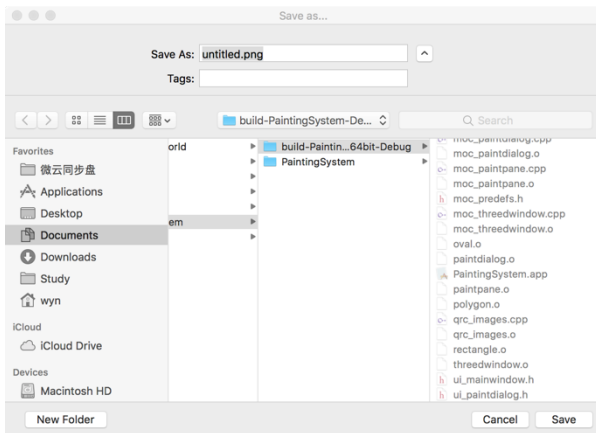 Save as...
Save As: untitled.png
Tags:
build-PaintingSystem-De...
Search
Favorites
微云同步盘
Applications
Desktop
Documents
Downloads
Study
wyn
iCloud
iCloud Drive
Devices
Macintosh HD
orld
em
build-Paintin...64bit-Debug
PaintingSystem
moc_paintdialog.cpp
moc_paintdialog.o
moc_paintpane.cpp
moc_paintpane.o
moc_predefs.h
moc_threedwindow.cpp
moc_threedwindow.o
oval.o
paintdialog.o
PaintingSystem.app
paintpane.o
polygon.o
qrc_images.cpp
qrc_images.o
rectangle.o
threedwindow.o
ui_mainwindow.h
ui_paintdialog.h
New Folder
Cancel
Save